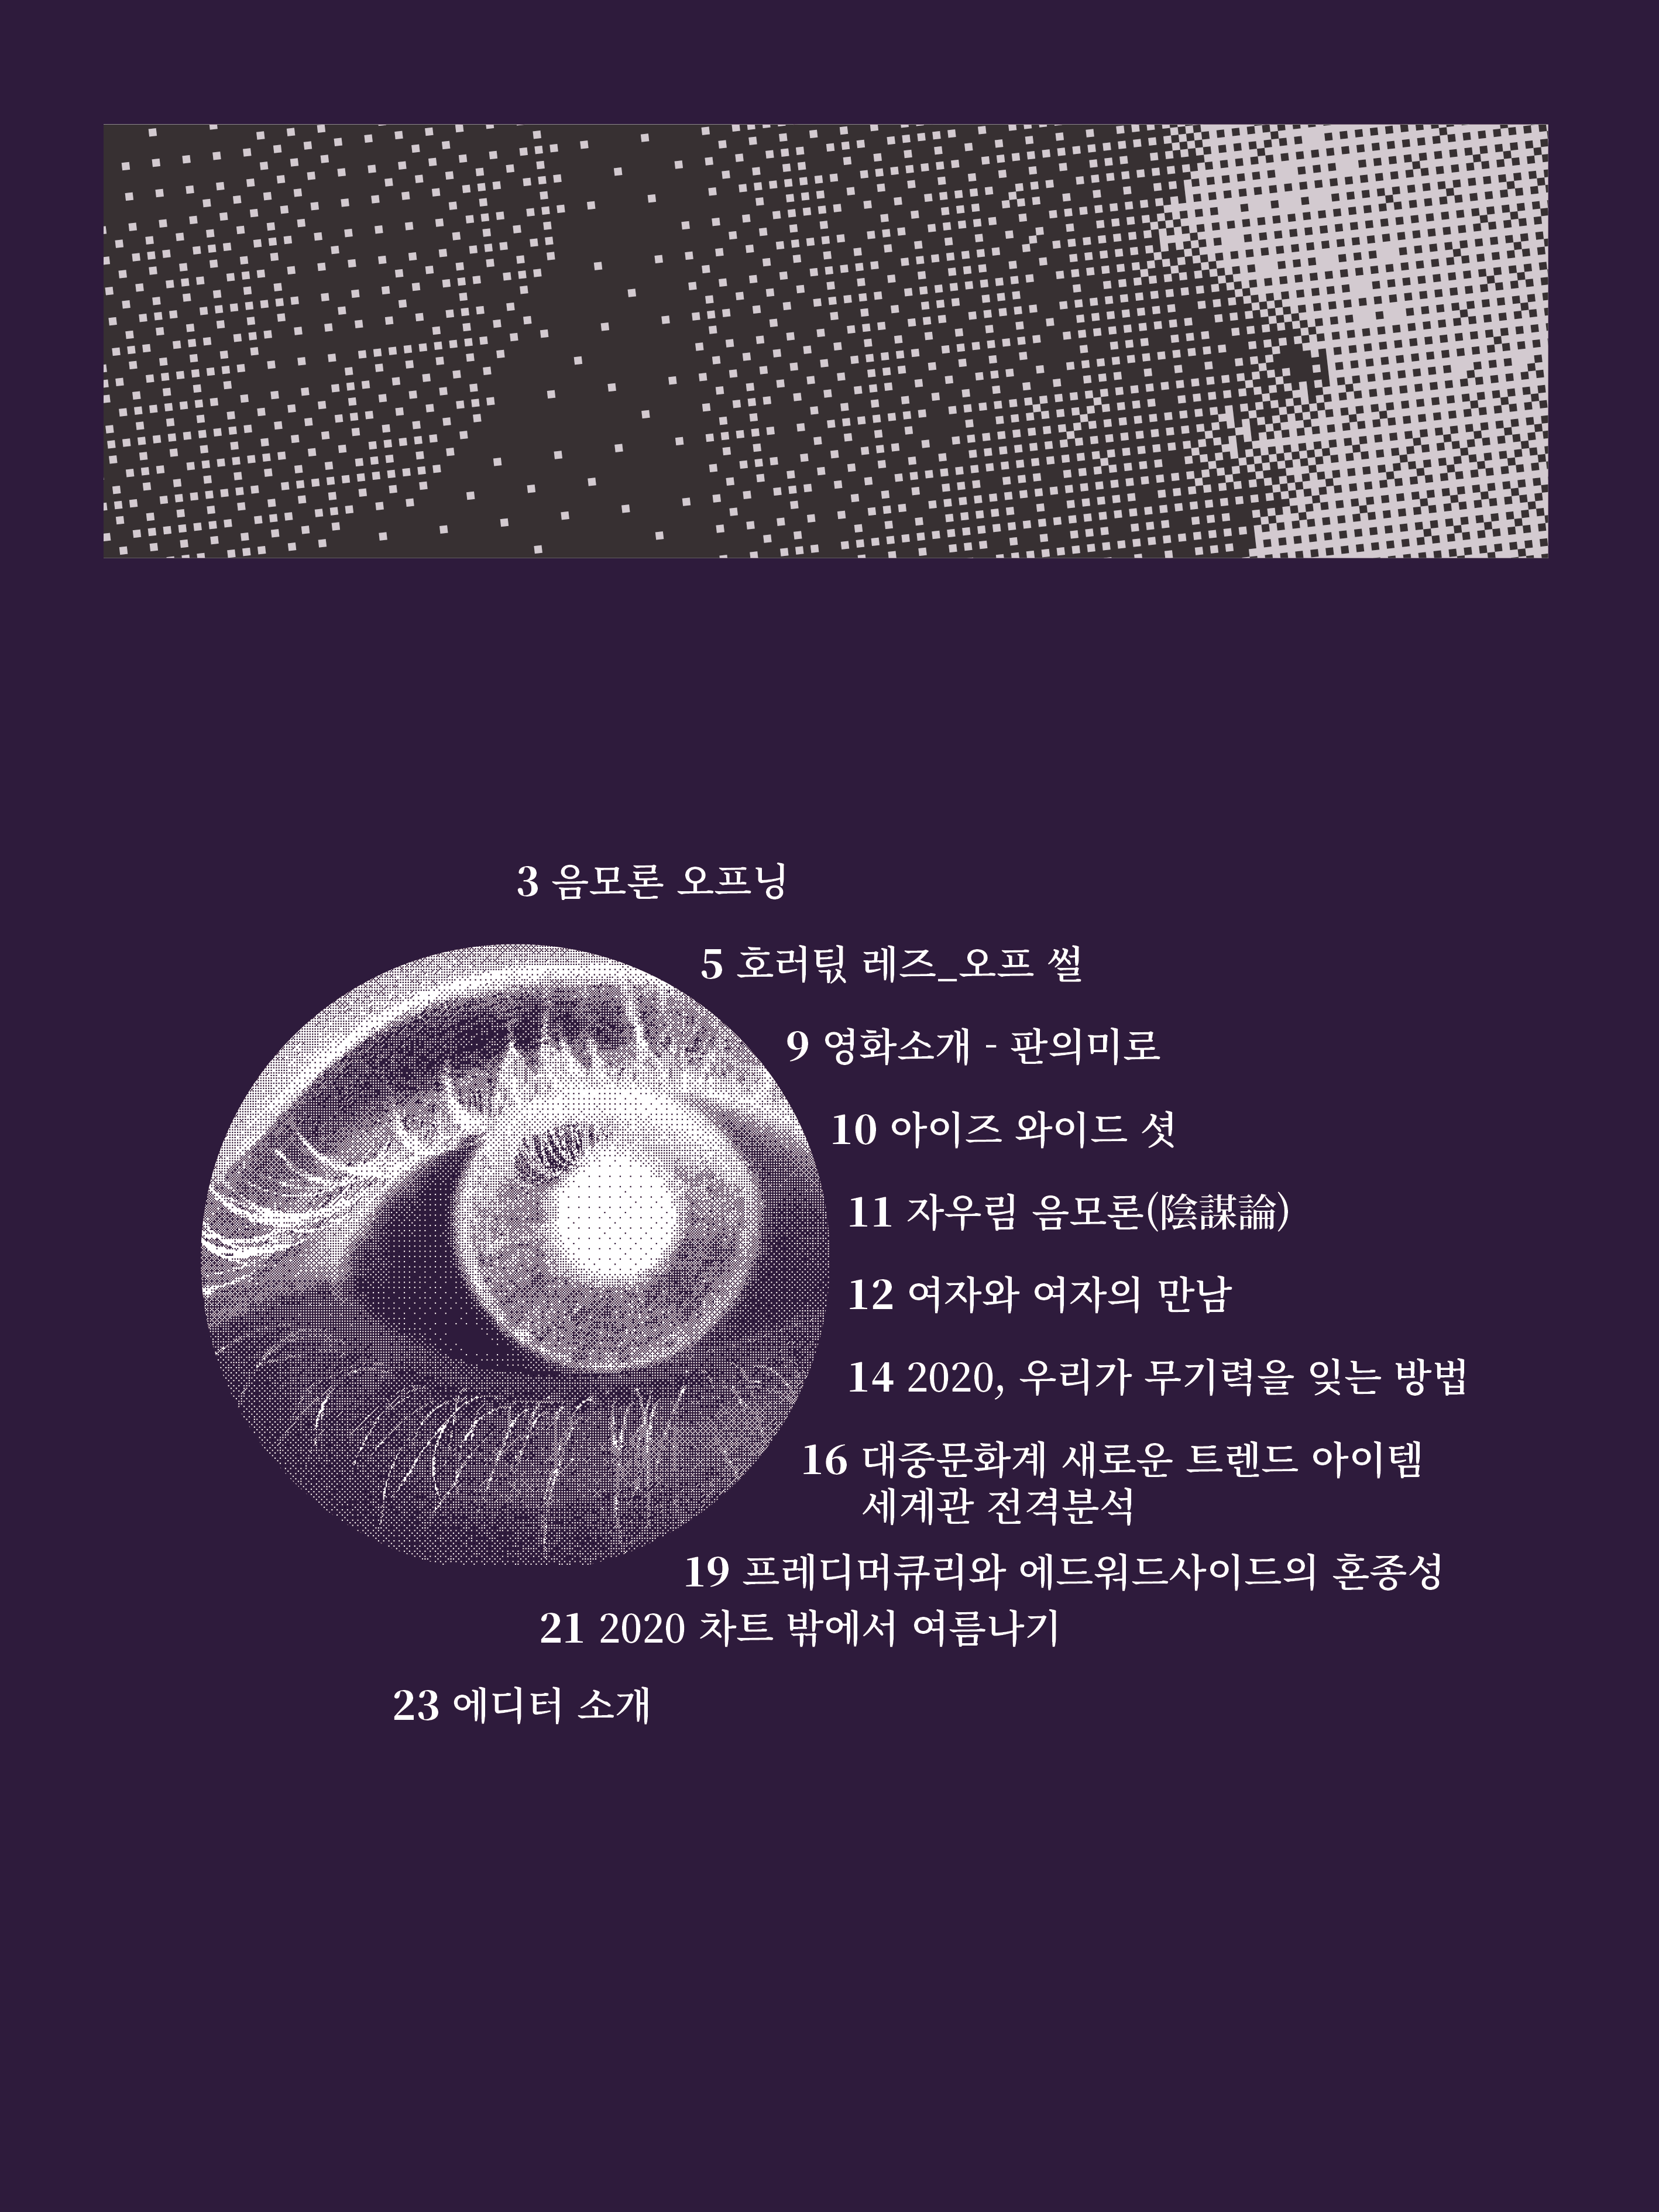 3 음모론 오프닝
5 호러틳 레즈_오프 썰
9 영화소개 - 판의미로
10 아이즈 와이드 셧
11 자우림 음모론(陰謀論)
12 여자와 여자의 만남
14 2020, 우리가 무기력을 잊는 방법
16 대중문화계 새로운 트렌드 아이템
세계관 전격분석
19 프레디머큐리와 에드워드사이드의 혼종성
21 2020 차트 밖에서 여름나기
23 에디터 소개